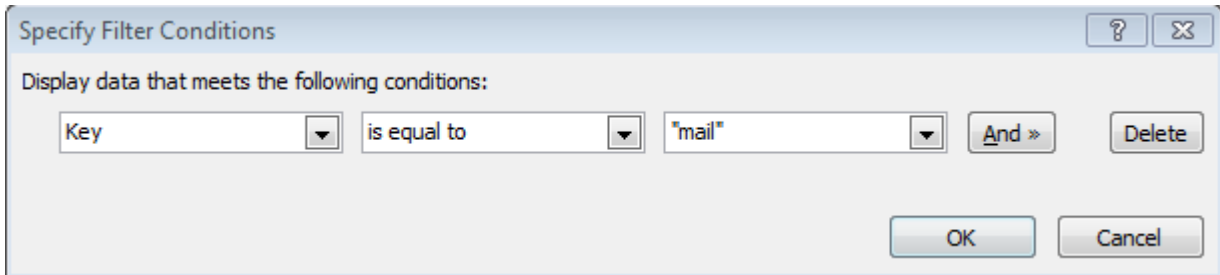 Specify Filter Conditions
Display data that meets the following conditions:
Key is equal to "mail" And » Delete
OK Cancel